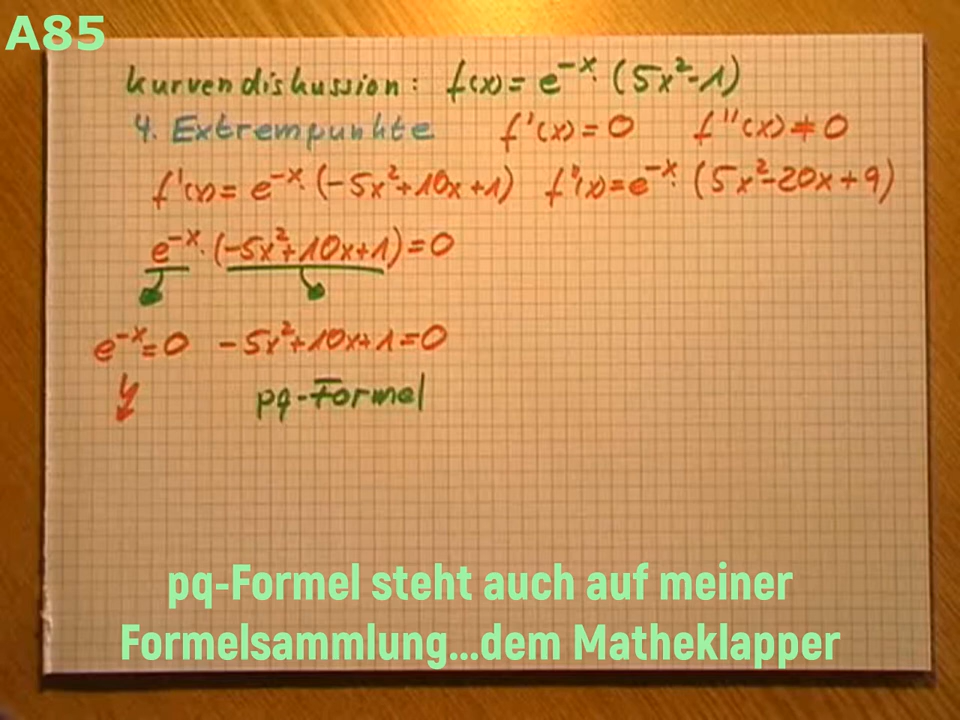 A85
Kurvendiskussion: f(x) = e^-x · (5x²-1)
4. Extrempunkte f'(x) = 0 f''(x) ≠ 0
f'(x) = e^-x · (-5x²+10x+1) f''(x) = e^-x · (5x²-20x+9)
e^-x · (-5x²+10x+1) = 0
e^-x = 0 -5x²+10x+1 = 0
pq-Formel
pq-Formel steht auch auf meiner
Formelsammlung...dem Matheklapper